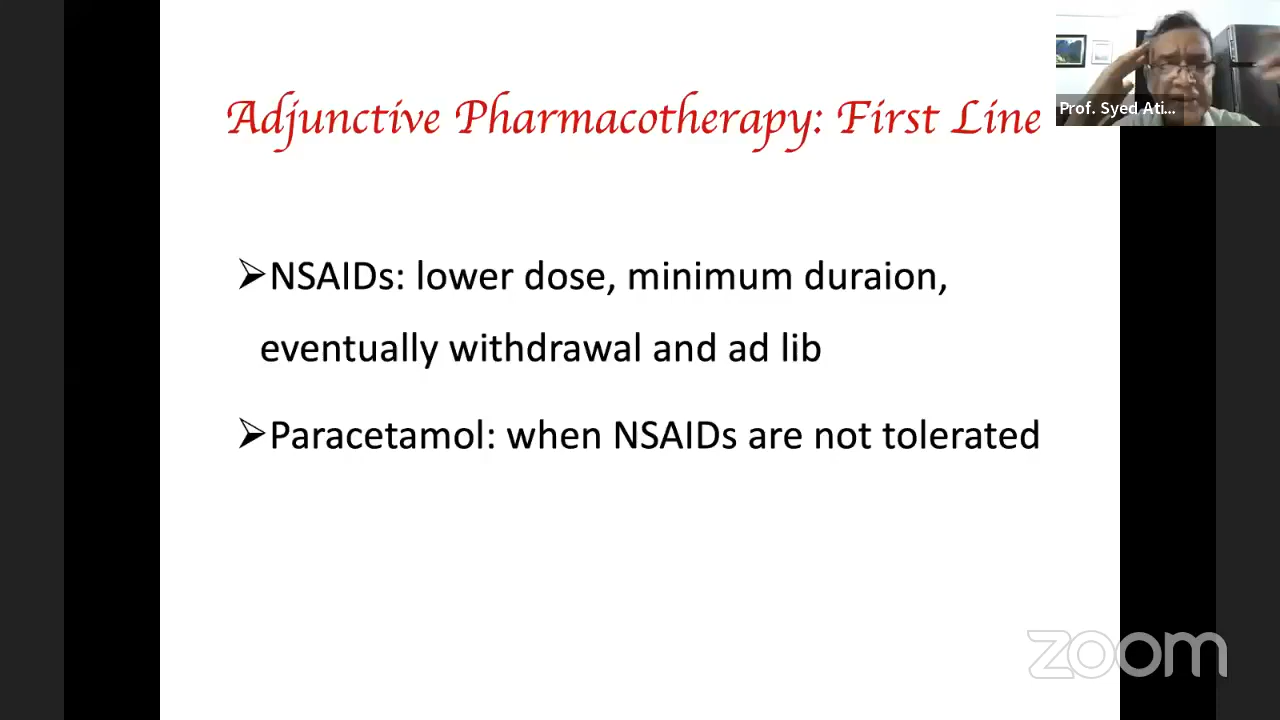 Adjunctive Pharmacotherapy: First Line
Prof. Syed Ati...
➢NSAIDs: lower dose, minimum duraion,
eventually withdrawal and ad lib
➢Paracetamol: when NSAIDs are not tolerated
zoom